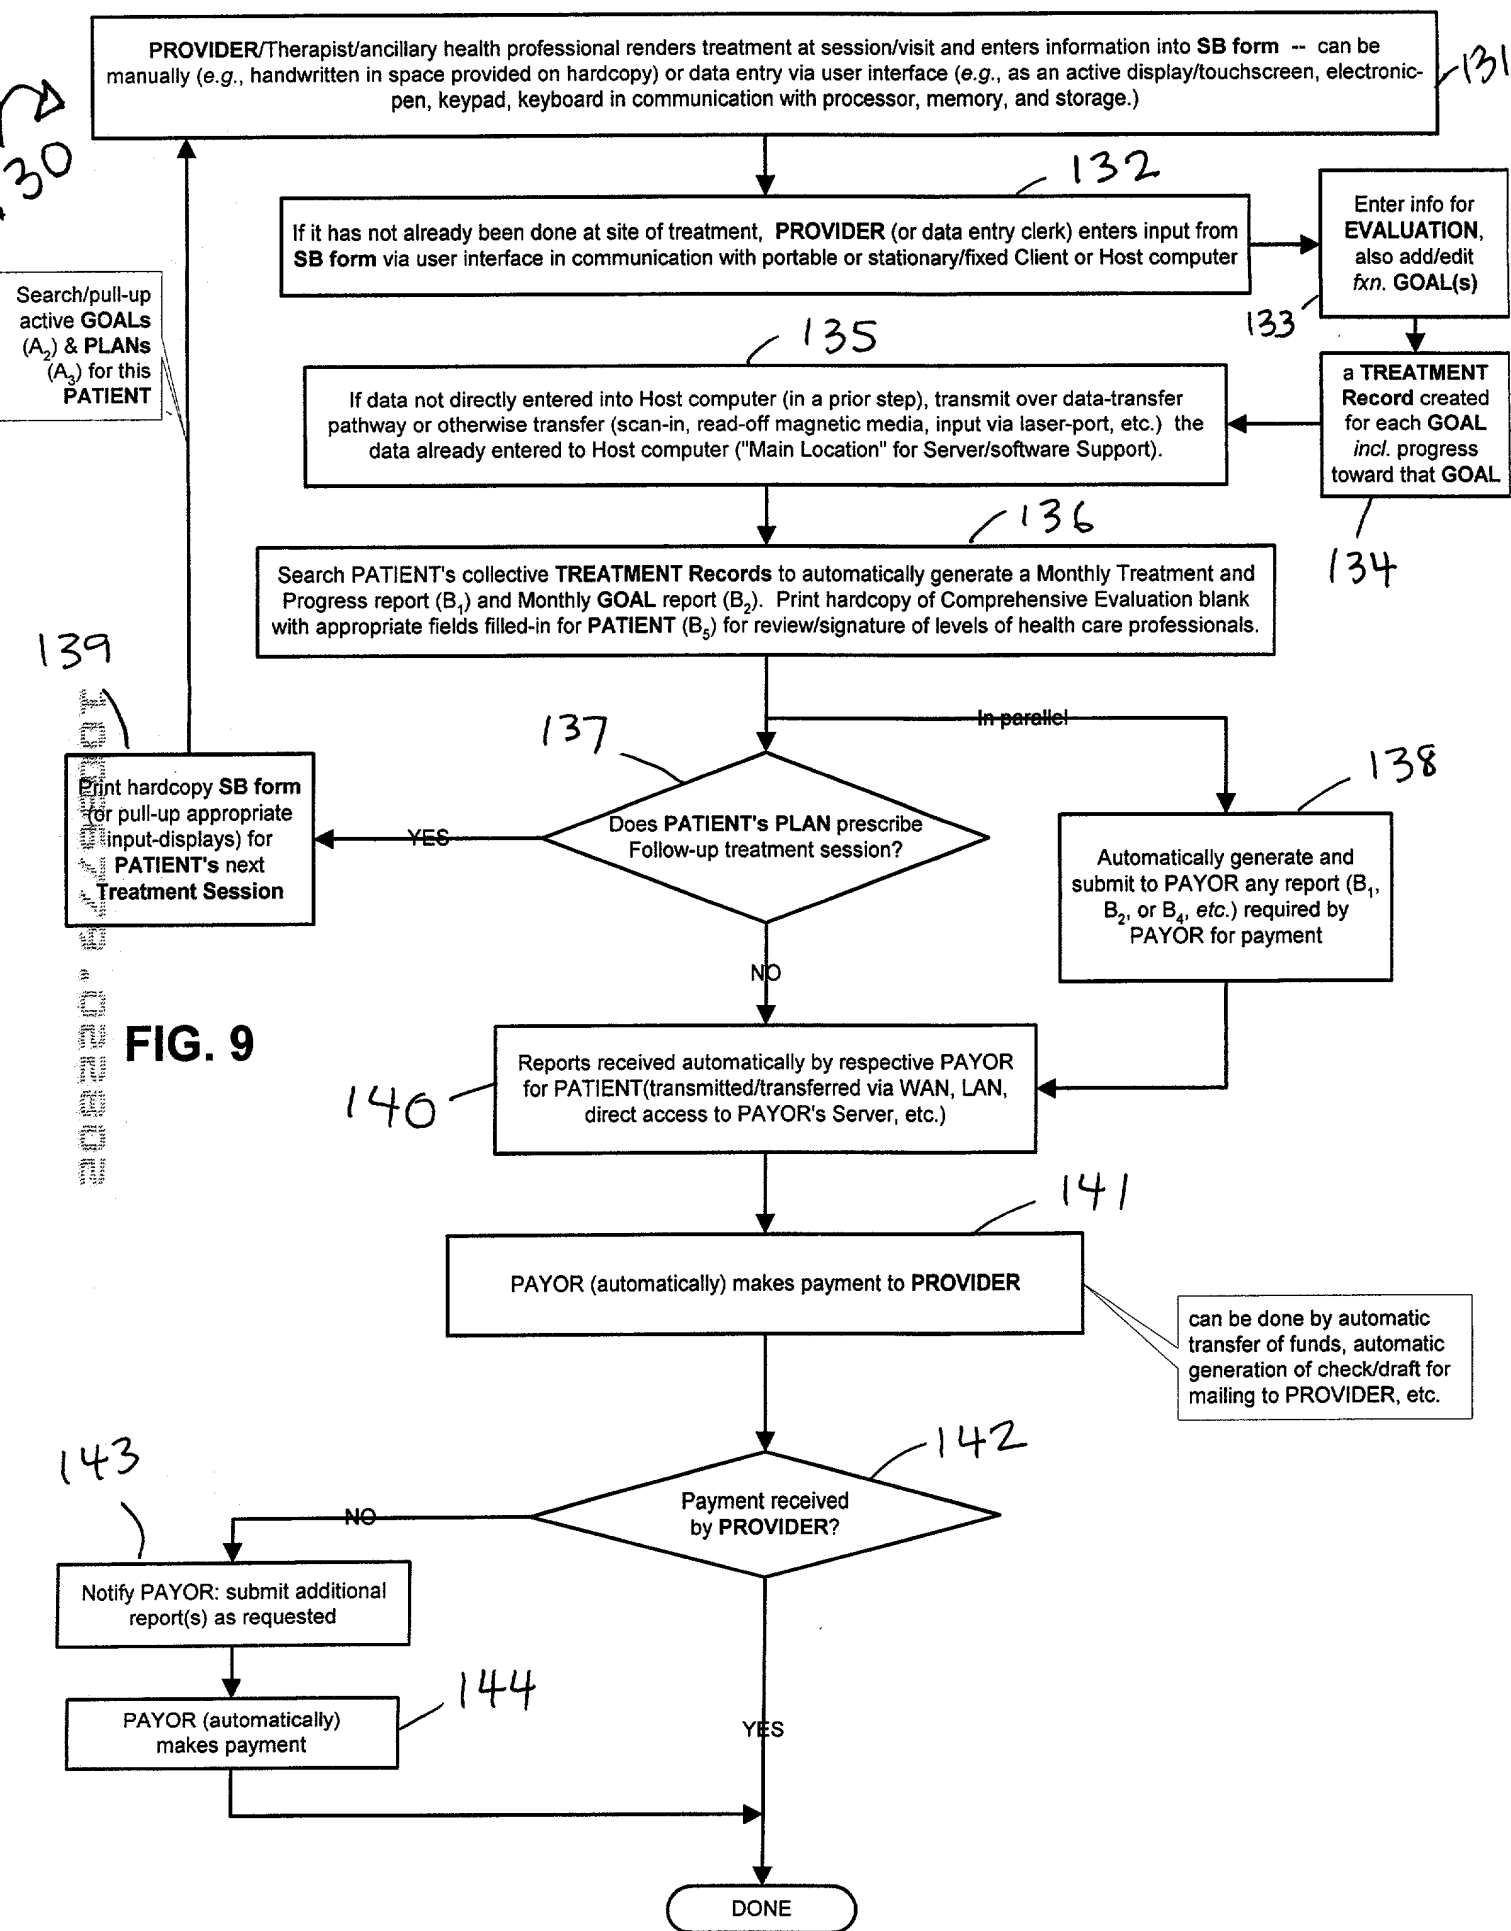 PROVIDER/Therapist/ancillary health professional renders treatment at session/visit and enters information into SB form -- can be
manually (e.g., handwritten in space provided on hardcopy) or data entry via user interface (e.g., as an active display/touchscreen, electronic-
pen, keypad, keyboard in communication with processor, memory, and storage.)
131
130
132
If it has not already been done at site of treatment, PROVIDER (or data entry clerk) enters input from
SB form via user interface in communication with portable or stationary/fixed Client or Host computer
Enter info for
EVALUATION,
also add/edit
fxn. GOAL(s)
133
Search/pull-up
active GOALs
(A2) & PLANs
(A3) for this
PATIENT
135
If data not directly entered into Host computer (in a prior step), transmit over data-transfer
pathway or otherwise transfer (scan-in, read-off magnetic media, input via laser-port, etc.) the
data already entered to Host computer ("Main Location" for Server/software Support).
a TREATMENT
Record created
for each GOAL
incl. progress
toward that GOAL
134
136
Search PATIENT's collective TREATMENT Records to automatically generate a Monthly Treatment and
Progress report (B1) and Monthly GOAL report (B2). Print hardcopy of Comprehensive Evaluation blank
with appropriate fields filled-in for PATIENT (B5) for review/signature of levels of health care professionals.
139
In parallel
137
138
Print hardcopy SB form
(or pull-up appropriate
input-displays) for
PATIENT's next
Treatment Session
YES
Does PATIENT's PLAN prescribe
Follow-up treatment session?
Automatically generate and
submit to PAYOR any report (B1,
B2, or B4, etc.) required by
PAYOR for payment
NO
FIG. 9
140
Reports received automatically by respective PAYOR
for PATIENT(transmitted/transferred via WAN, LAN,
direct access to PAYOR's Server, etc.)
141
PAYOR (automatically) makes payment to PROVIDER
can be done by automatic
transfer of funds, automatic
generation of check/draft for
mailing to PROVIDER, etc.
142
Payment received
by PROVIDER?
143
NO
Notify PAYOR: submit additional
report(s) as requested
144
PAYOR (automatically)
makes payment
YES
DONE